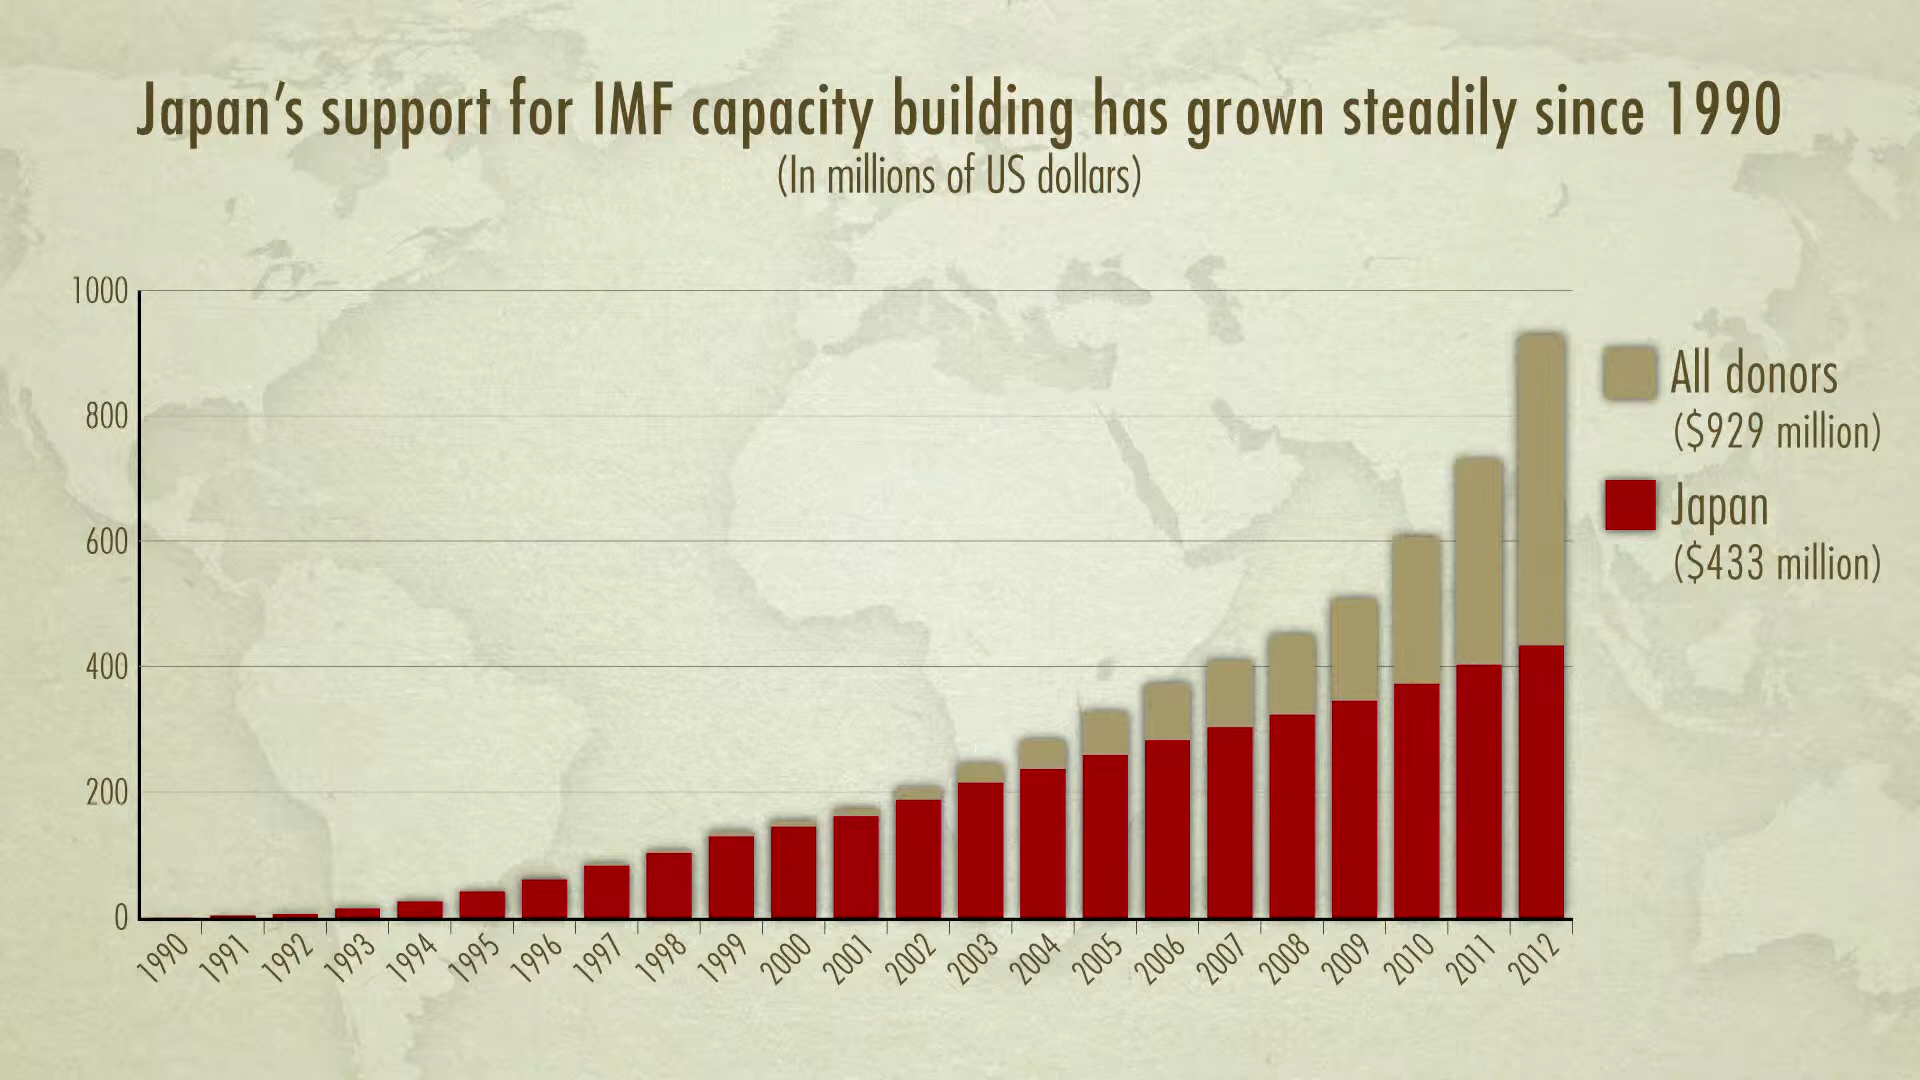 Japan's support for IMF capacity building has grown steadily since 1990
(In millions of US dollars)
1000
800
600
400
200
0
1990 1991 1992 1993 1994 1995 1996 1997 1998 1999 2000 2001 2002 2003 2004 2005 2006 2007 2008 2009 2010 2011 2012
All donors
($929 million)
Japan
($433 million)